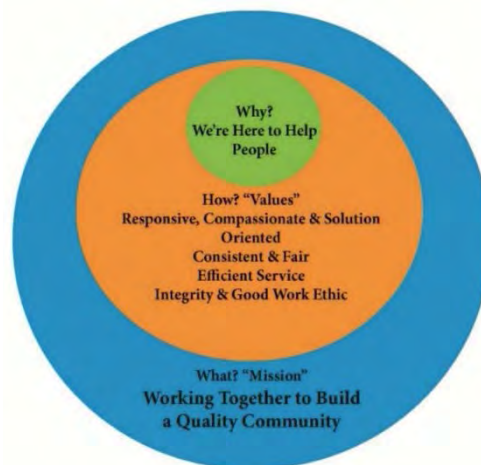 Why?
We're Here to Help
People
How? “Values”
Responsive, Compassionate & Solution
Oriented
Consistent & Fair
Efficient Service
Integrity & Good Work Ethic
What? “Mission”
Working Together to Build
a Quality Community